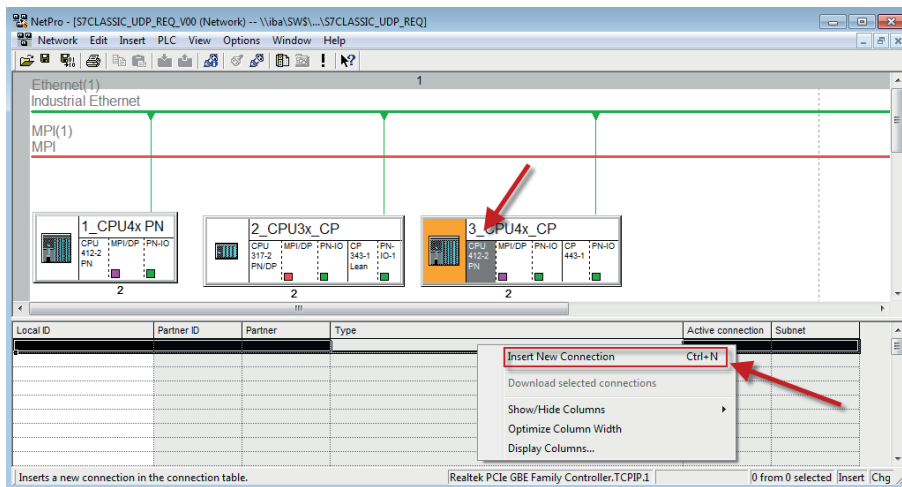 NetPro - [S7CLASSIC_UDP_REQ_V00 (Network) -- \\iba\SW$\...\S7CLASSIC_UDP_REQ]
Network Edit Insert PLC View Options Window Help
1
Ethernet(1)
Industrial Ethernet
MPI(1)
MPI
1_CPU4x PN
CPU 412-2 PN
MPI/DP
PN-IO
2
2_CPU3x_CP
CPU 317-2 PN/DP
MPI/DP
PN-IO
CP 343-1 Lean
PN-IO-1
2
3_CPU4x_CP
CPU 412-2 PN
MPI/DP
PN-IO
CP 443-1
PN-IO
2
Local ID Partner ID Partner Type Active connection Subnet
Insert New Connection Ctrl+N
Download selected connections
Show/Hide Columns
Optimize Column Width
Display Columns...
Inserts a new connection in the connection table. Realtek PCIe GBE Family Controller.TCPIP.1 0 from 0 selected Insert Chg